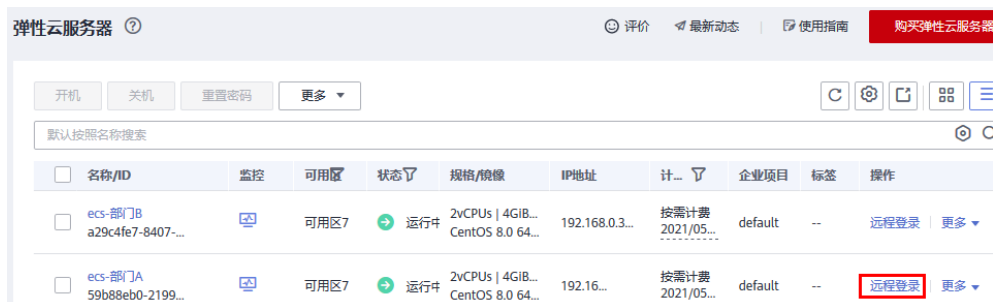 弹性云服务器 ?
评价 最新动态 使用指南 购买弹性云服务器
开机 关机 重置密码 更多
默认按照名称搜索
名称/ID 监控 可用区 状态 规格/镜像 IP地址 计... 企业项目 标签 操作
ecs-部门B
a29c4fe7-8407-...
可用区7 运行中
2vCPUs | 4GiB...
CentOS 8.0 64...
192.168.0.3...
按需计费
2021/05...
default -- 远程登录 更多
ecs-部门A
59b88eb0-2199...
可用区7 运行中
2vCPUs | 4GiB...
CentOS 8.0 64...
192.16...
按需计费
2021/05...
default -- 远程登录 更多